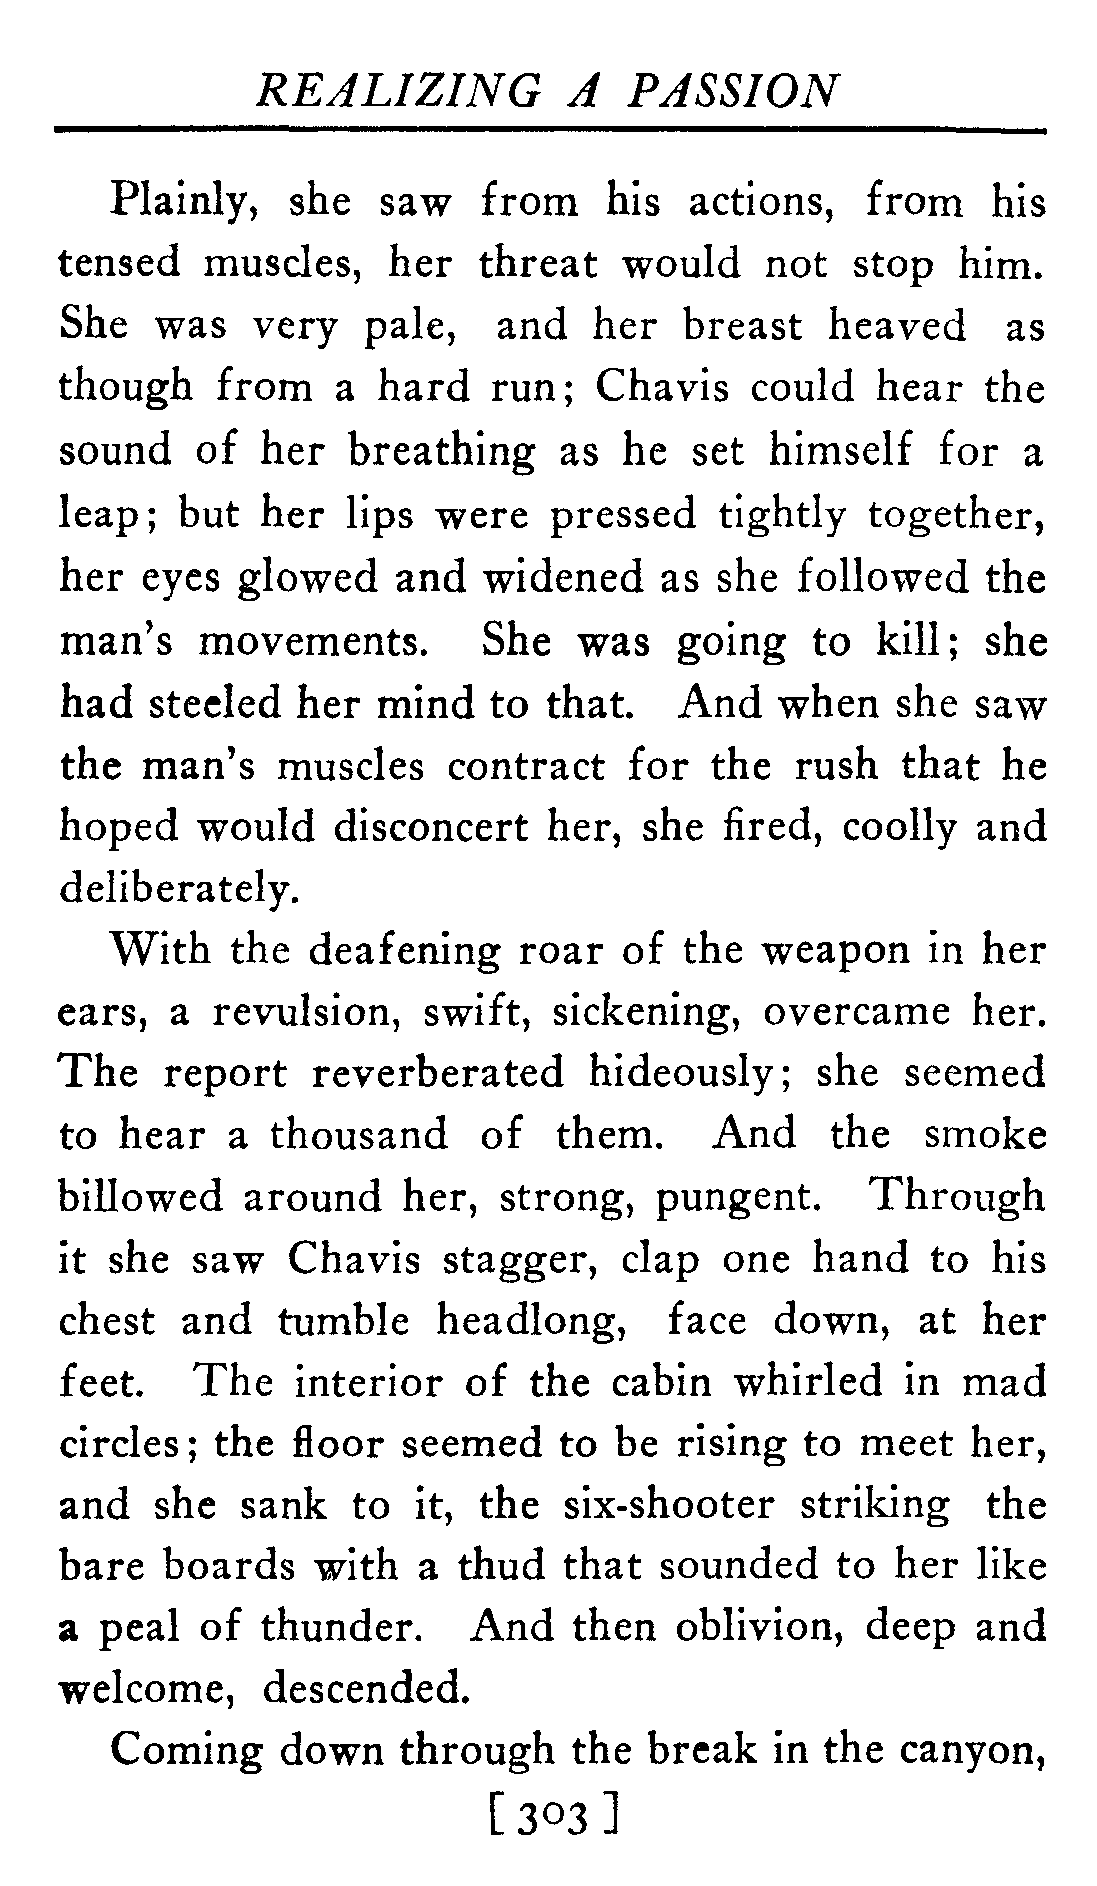 REALIZING A PASSION
Plainly, she saw from his actions, from his
tensed muscles, her threat would not stop him.
She was very pale, and her breast heaved as
though from a hard run; Chavis could hear the
sound of her breathing as he set himself for a
leap; but her lips were pressed tightly together,
her eyes glowed and widened as she followed the
man's movements. She was going to kill; she
had steeled her mind to that. And when she saw
the man's muscles contract for the rush that he
hoped would disconcert her, she fired, coolly and
deliberately.
With the deafening roar of the weapon in her
ears, a revulsion, swift, sickening, overcame her.
The report reverberated hideously; she seemed
to hear a thousand of them. And the smoke
billowed around her, strong, pungent. Through
it she saw Chavis stagger, clap one hand to his
chest and tumble headlong, face down, at her
feet. The interior of the cabin whirled in mad
circles; the floor seemed to be rising to meet her,
and she sank to it, the six-shooter striking the
bare boards with a thud that sounded to her like
a peal of thunder. And then oblivion, deep and
welcome, descended.
Coming down through the break in the canyon,
[ 303 ]